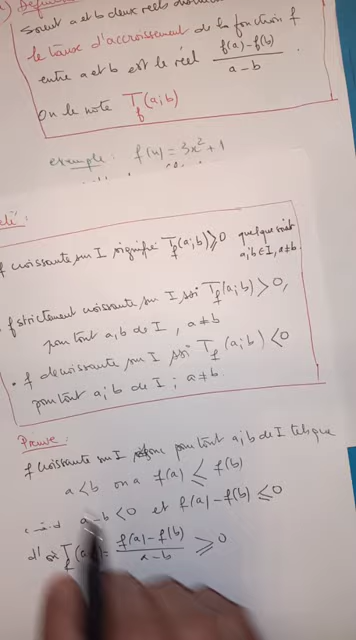 Définition
Soient a et b deux réels
le taux d'accroissement de la fonction f
entre a et b est le réel f(a)-f(b) / a-b .
On le note T_f(a;b)
exemple : f(x) = 3x²+1
f croissante sur I signifie T_f(a;b) ⩾ 0 quelque soit
a;b ∈ I, a≠b.
• f strictement croissante sur I ssi T_f(a;b) > 0,
pour tout a,b de I, a≠b
• f decroissante sur I ssi T_f(a;b) < 0
pour tout a;b de I ; a≠b.
Preuve :
f croissante sur I donc pour tout a;b de I telque
a < b on a f(a) ⩽ f(b)
a-b < 0 et f(a)-f(b) ⩽ 0
d'où T_f(a;b) = f(a)-f(b) / a-b ⩾ 0